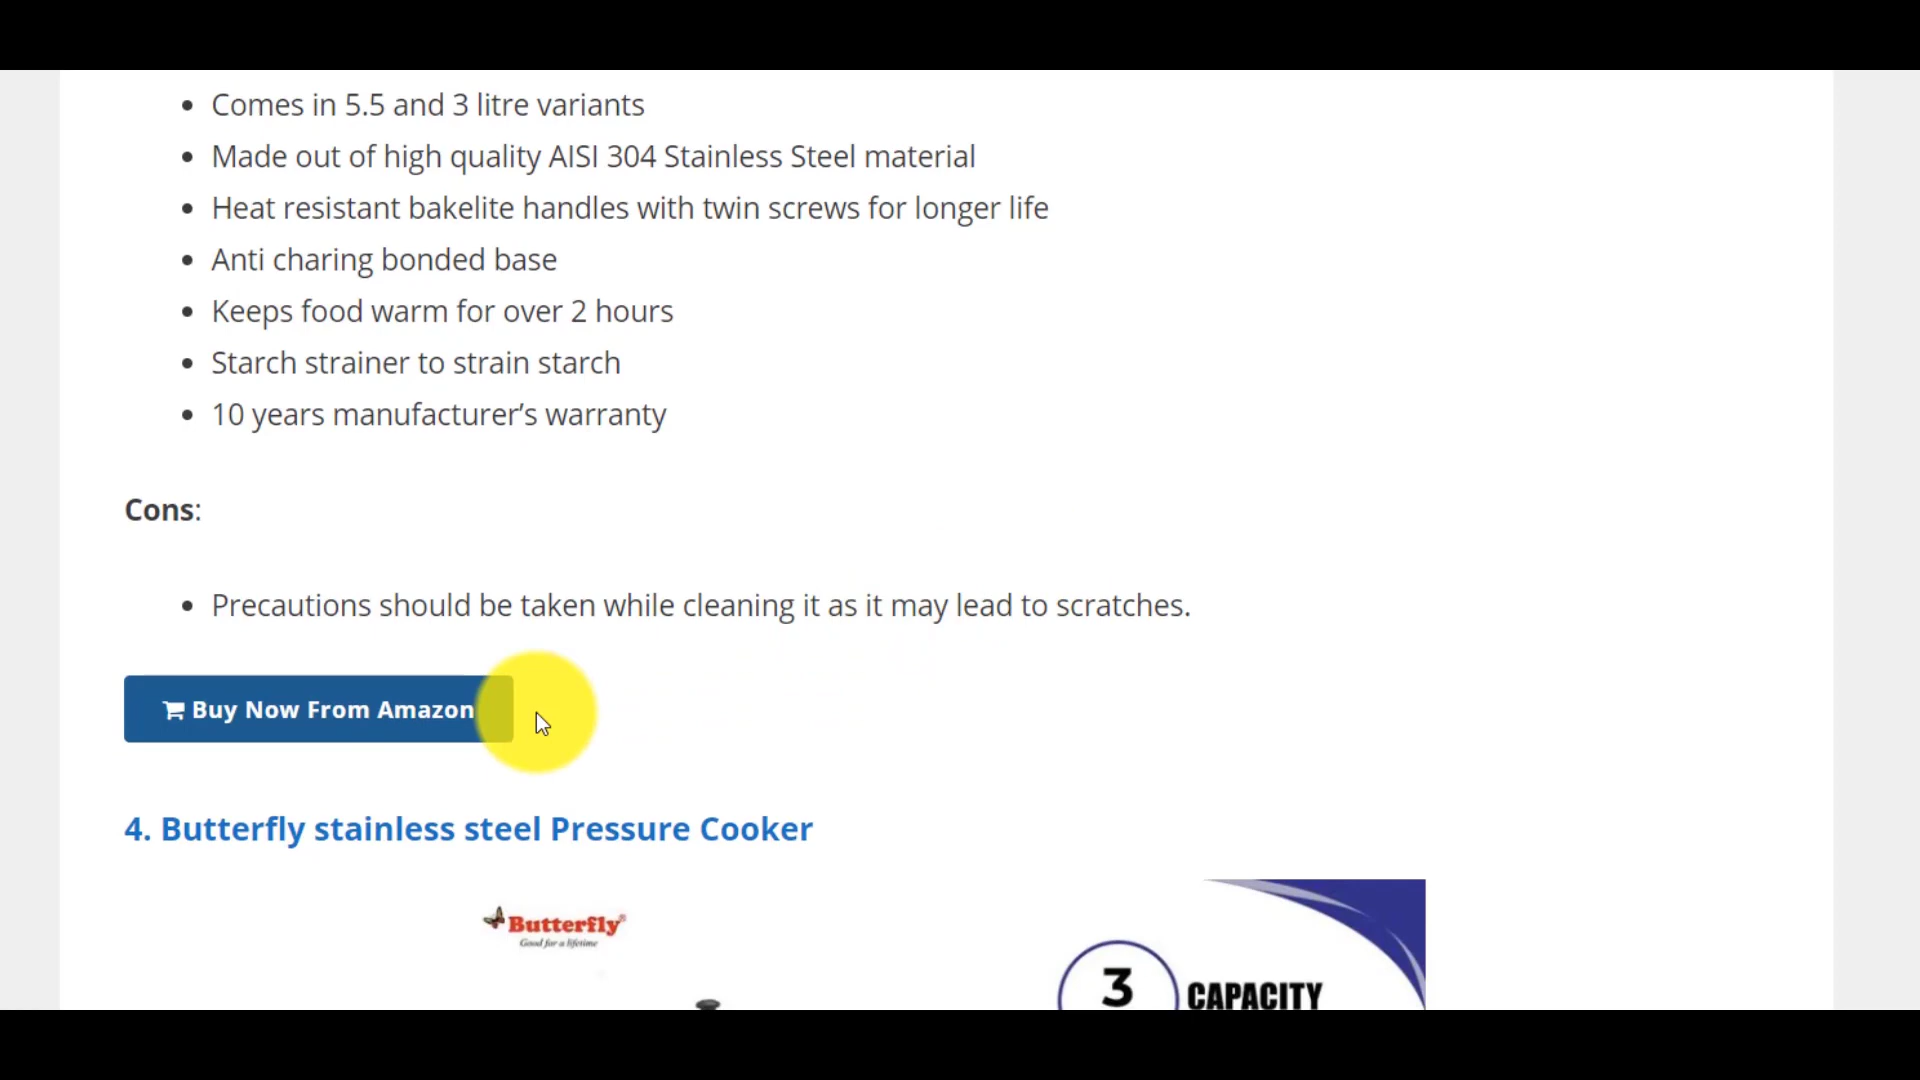 Comes in 5.5 and 3 litre variants
Made out of high quality AISI 304 Stainless Steel material
Heat resistant bakelite handles with twin screws for longer life
Anti charing bonded base
Keeps food warm for over 2 hours
Starch strainer to strain starch
10 years manufacturer’s warranty
Cons:
Precautions should be taken while cleaning it as it may lead to scratches.
Buy Now From Amazon
4. Butterfly stainless steel Pressure Cooker
Butterfly®
Good for a lifetime
3 CAPACITY